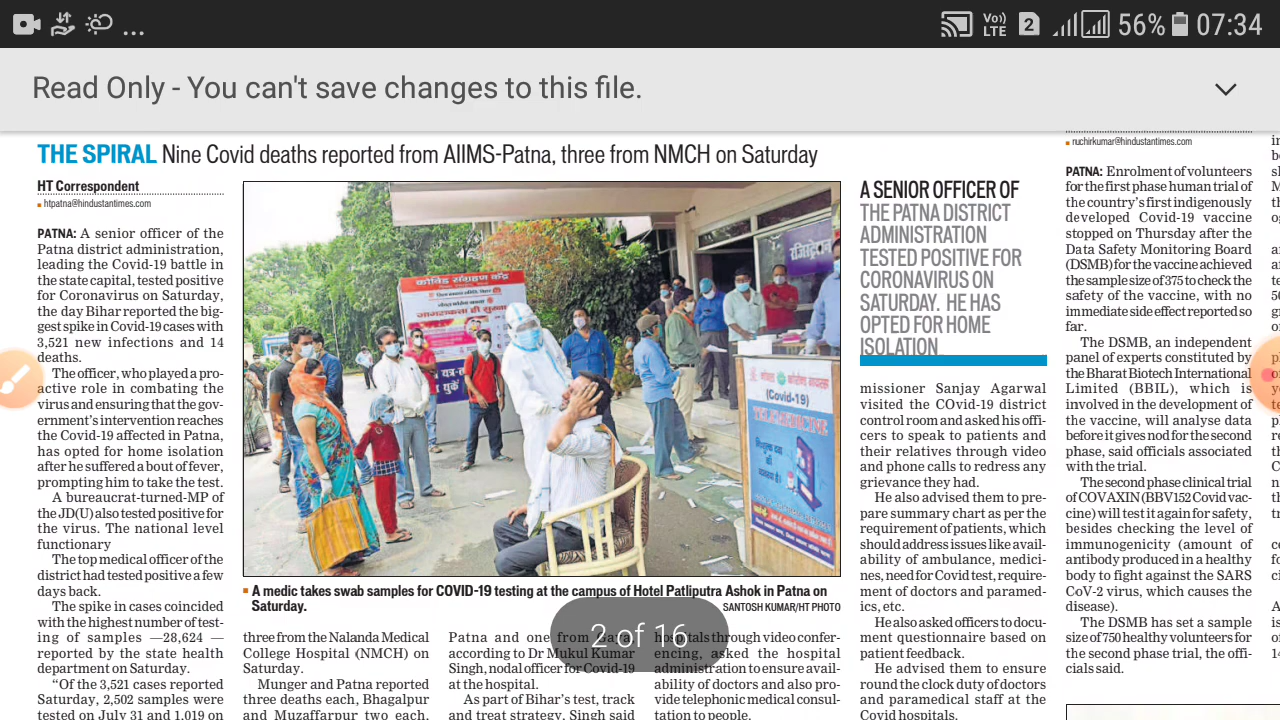 Vo))
LTE
2
56%
07:34
Read Only - You can't save changes to this file.
THE SPIRAL Nine Covid deaths reported from AIIMS-Patna, three from NMCH on Saturday
HT Correspondent
htpatna@hindustantimes.com
PATNA: A senior officer of the
Patna district administration,
leading the Covid-19 battle in
the state capital, tested positive
for Coronavirus on Saturday,
the day Bihar reported the big-
gest spike in Covid-19 cases with
3,521 new infections and 14
deaths.
The officer, who played a pro-
active role in combating the
virus and ensuring that the gov-
ernment's intervention reaches
the Covid-19 affected in Patna,
has opted for home isolation
after he suffered a bout of fever,
prompting him to take the test.
A bureaucrat-turned-MP of
the JD(U) also tested positive for
the virus. The national level
functionary
The top medical officer of the
district had tested positive a few
days back.
The spike in cases coincided
with the highest number of test-
ing of samples —28,624 —
reported by the state health
department on Saturday.
“Of the 3,521 cases reported
Saturday, 2,502 samples were
tested on July 31 and 1,019 on
कोविड संग्रहण केंद्र
(Covid-19)
TELEMEDICINE
A medic takes swab samples for COVID-19 testing at the campus of Hotel Patliputra Ashok in Patna on
Saturday.
SANTOSH KUMAR/HT PHOTO
three from the Nalanda Medical
College Hospital (NMCH) on
Saturday.
Munger and Patna reported
three deaths each, Bhagalpur
and Muzaffarpur two each,
Patna and one from Gaya,
according to Dr Mukul Kumar
Singh, nodal officer for Covid-19
at the hospital.
As part of Bihar's test, track
and treat strategy, Singh said
hospitals through video confer-
encing, asked the hospital
administration to ensure avail-
ability of doctors and also pro-
vide telephonic medical consul-
tation to people.
2 of 16
A SENIOR OFFICER OF
THE PATNA DISTRICT
ADMINISTRATION
TESTED POSITIVE FOR
CORONAVIRUS ON
SATURDAY. HE HAS
OPTED FOR HOME
ISOLATION
missioner Sanjay Agarwal
visited the COvid-19 district
control room and asked his offi-
cers to speak to patients and
their relatives through video
and phone calls to redress any
grievance they had.
He also advised them to pre-
pare summary chart as per the
requirement of patients, which
should address issues like avail-
ability of ambulance, medici-
nes, need for Covid test, require-
ment of doctors and paramed-
ics, etc.
He also asked officers to docu-
ment questionnaire based on
patient feedback.
He advised them to ensure
round the clock duty of doctors
and paramedical staff at the
Covid hospitals.
ruchirkumar@hindustantimes.com
PATNA: Enrolment of volunteers
for the first phase human trial of
the country's first indigenously
developed Covid-19 vaccine
stopped on Thursday after the
Data Safety Monitoring Board
(DSMB) for the vaccine achieved
the sample size of 375 to check the
safety of the vaccine, with no
immediate side effect reported so
far.
The DSMB, an independent
panel of experts constituted by
the Bharat Biotech International
Limited (BBIL), which is
involved in the development of
the vaccine, will analyse data
before it gives nod for the second
phase, said officials associated
with the trial.
The second phase clinical trial
of COVAXIN (BBV152 Covid vac-
cine) will test it again for safety,
besides checking the level of
immunogenicity (amount of
antibody produced in a healthy
body to fight against the SARS
CoV-2 virus, which causes the
disease).
The DSMB has set a sample
size of 750 healthy volunteers for
the second phase trial, the offi-
cials said.